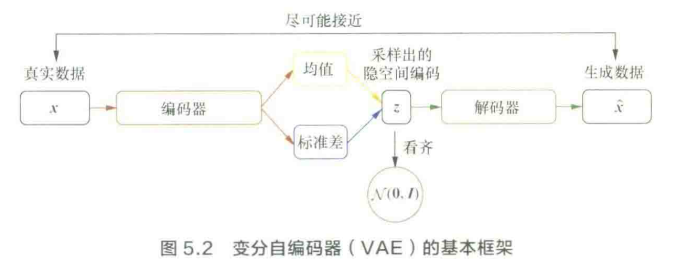 尽可能接近
真实数据
x
编码器
均值
标准差
采样出的
隐空间编码
z
看齐
𝒩(0, I)
解码器
生成数据
x̂
图 5.2 变分自编码器（VAE）的基本框架